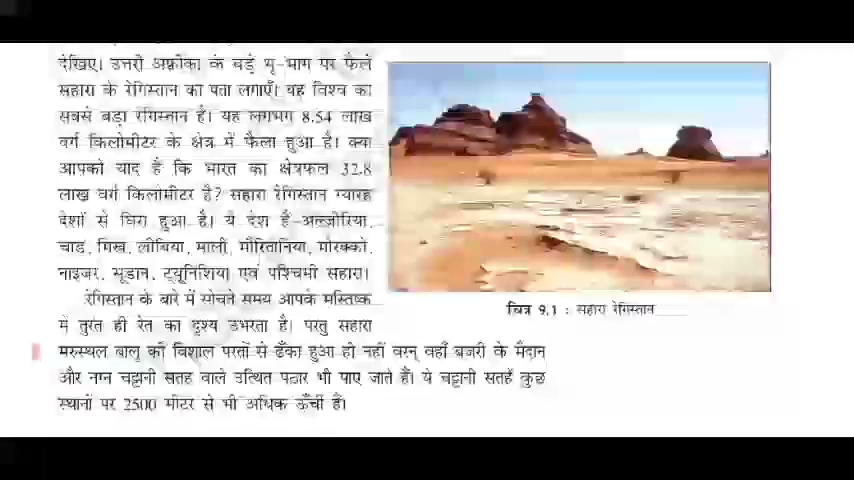 देखिए। उत्तरी अफ्रीका के बड़े भू-भाग पर फैले
सहारा के रेगिस्तान का पता लगाएँ। यह विश्व का
सबसे बड़ा रेगिस्तान है। यह लगभग 8.54 लाख
वर्ग किलोमीटर के क्षेत्र में फैला हुआ है। क्या
आपको याद है कि भारत का क्षेत्रफल 32.8
लाख वर्ग किलोमीटर है? सहारा रेगिस्तान ग्यारह
देशों से घिरा हुआ है। ये देश हैं-अल्जीरिया,
चाड, मिस्र, लीबिया, माली, मौरितानिया, मोरक्को,
नाइजर, सूडान, ट्यूनिशिया एवं पश्चिमी सहारा।
रेगिस्तान के बारे में सोचते समय आपके मस्तिष्क
में तुरंत ही रेत का दृश्य उभरता है। परंतु सहारा
मरुस्थल बालू की विशाल परतों से ढँका हुआ ही नहीं वरन् वहाँ बजरी के मैदान
और नग्न चट्टानी सतह वाले उत्थित पठार भी पाए जाते हैं। ये चट्टानी सतहें कुछ
स्थानों पर 2500 मीटर से भी अधिक ऊँची हैं।
चित्र 9.1 : सहारा रेगिस्तान